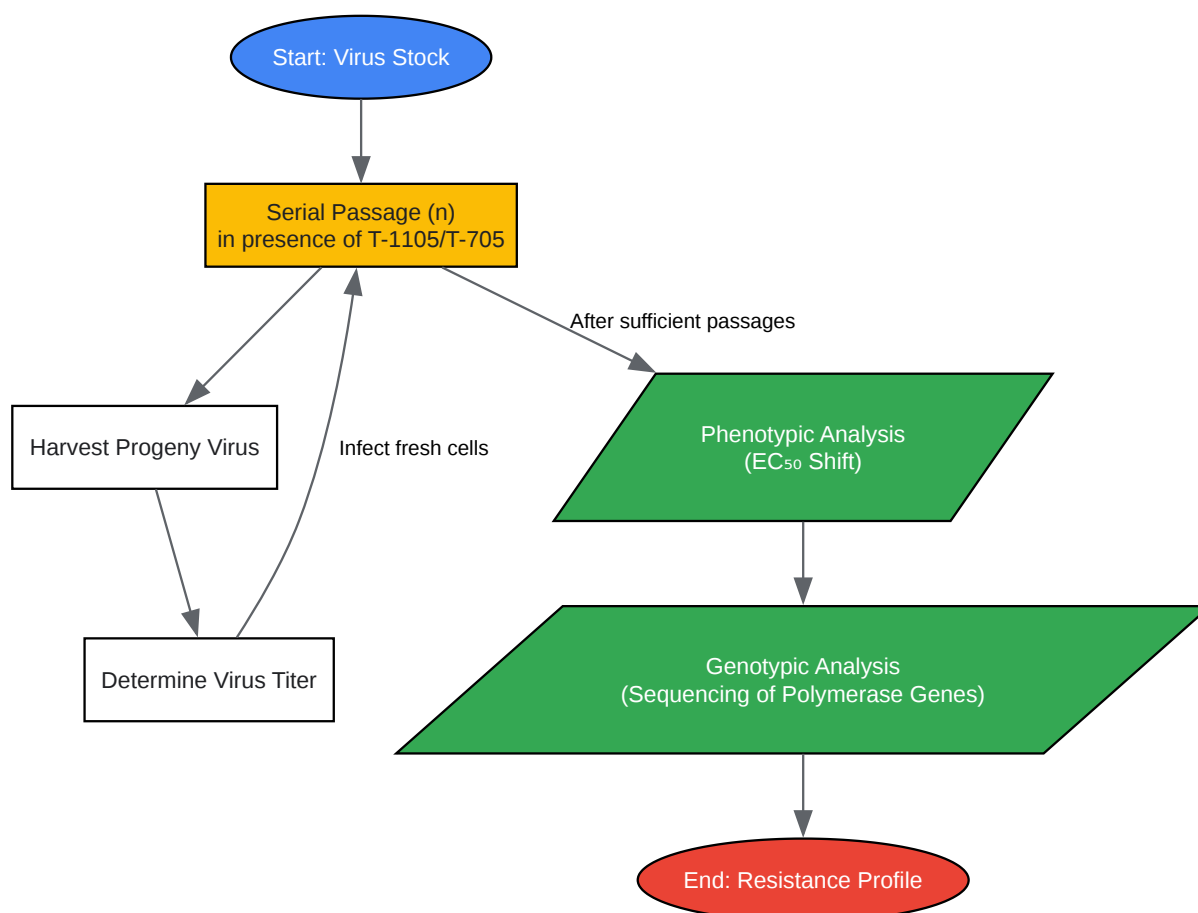 Start: Virus Stock
Serial Passage (n)
in presence of T-1105/T-705
After sufficient passages
Harvest Progeny Virus
Infect fresh cells
Phenotypic Analysis
(EC₅₀ Shift)
Determine Virus Titer
Genotypic Analysis
(Sequencing of Polymerase Genes)
End: Resistance Profile